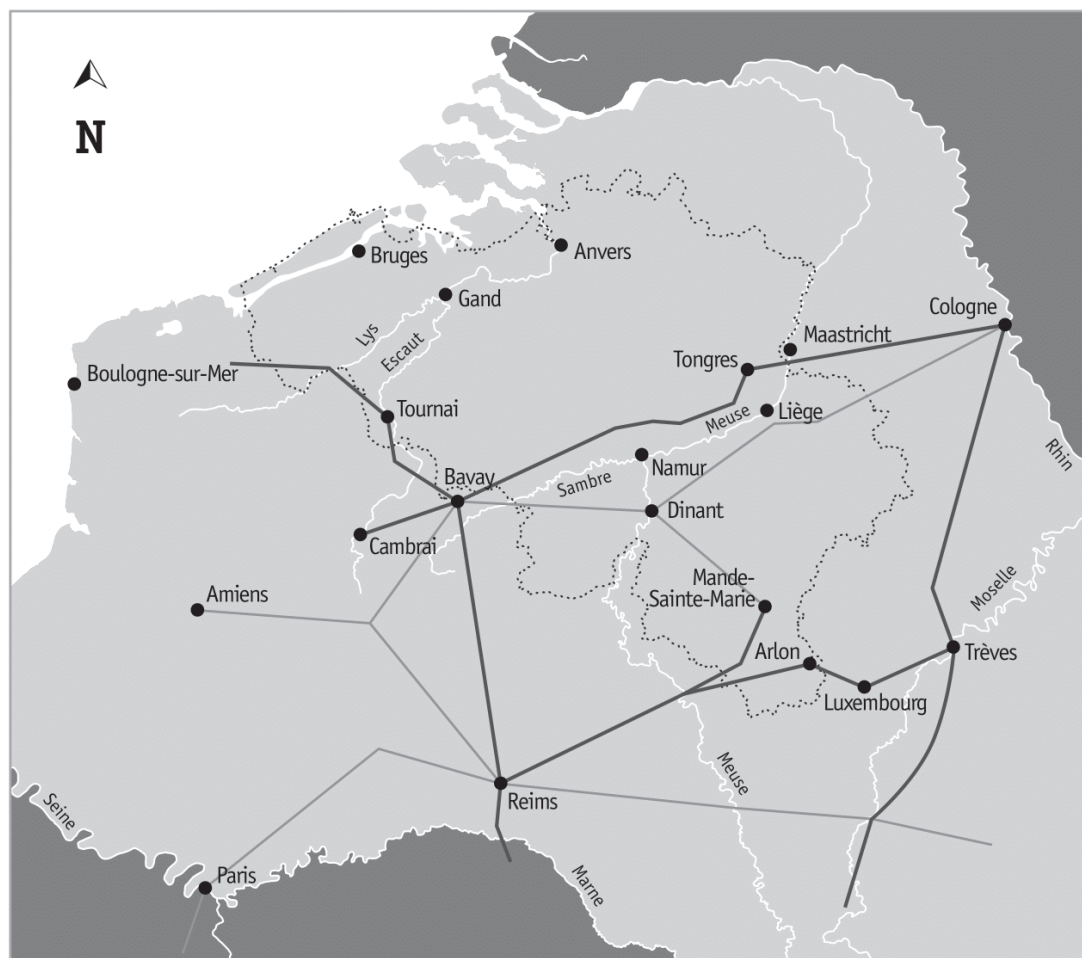 N
Bruges
Anvers
Gand
Lys
Escaut
Cologne
Maastricht
Tongres
Boulogne-sur-Mer
Tournai
Meuse
Liège
Rhin
Bavay
Namur
Sambre
Dinant
Cambrai
Mande-
Sainte-Marie
Amiens
Moselle
Arlon
Trèves
Luxembourg
Meuse
Reims
Seine
Paris
Marne